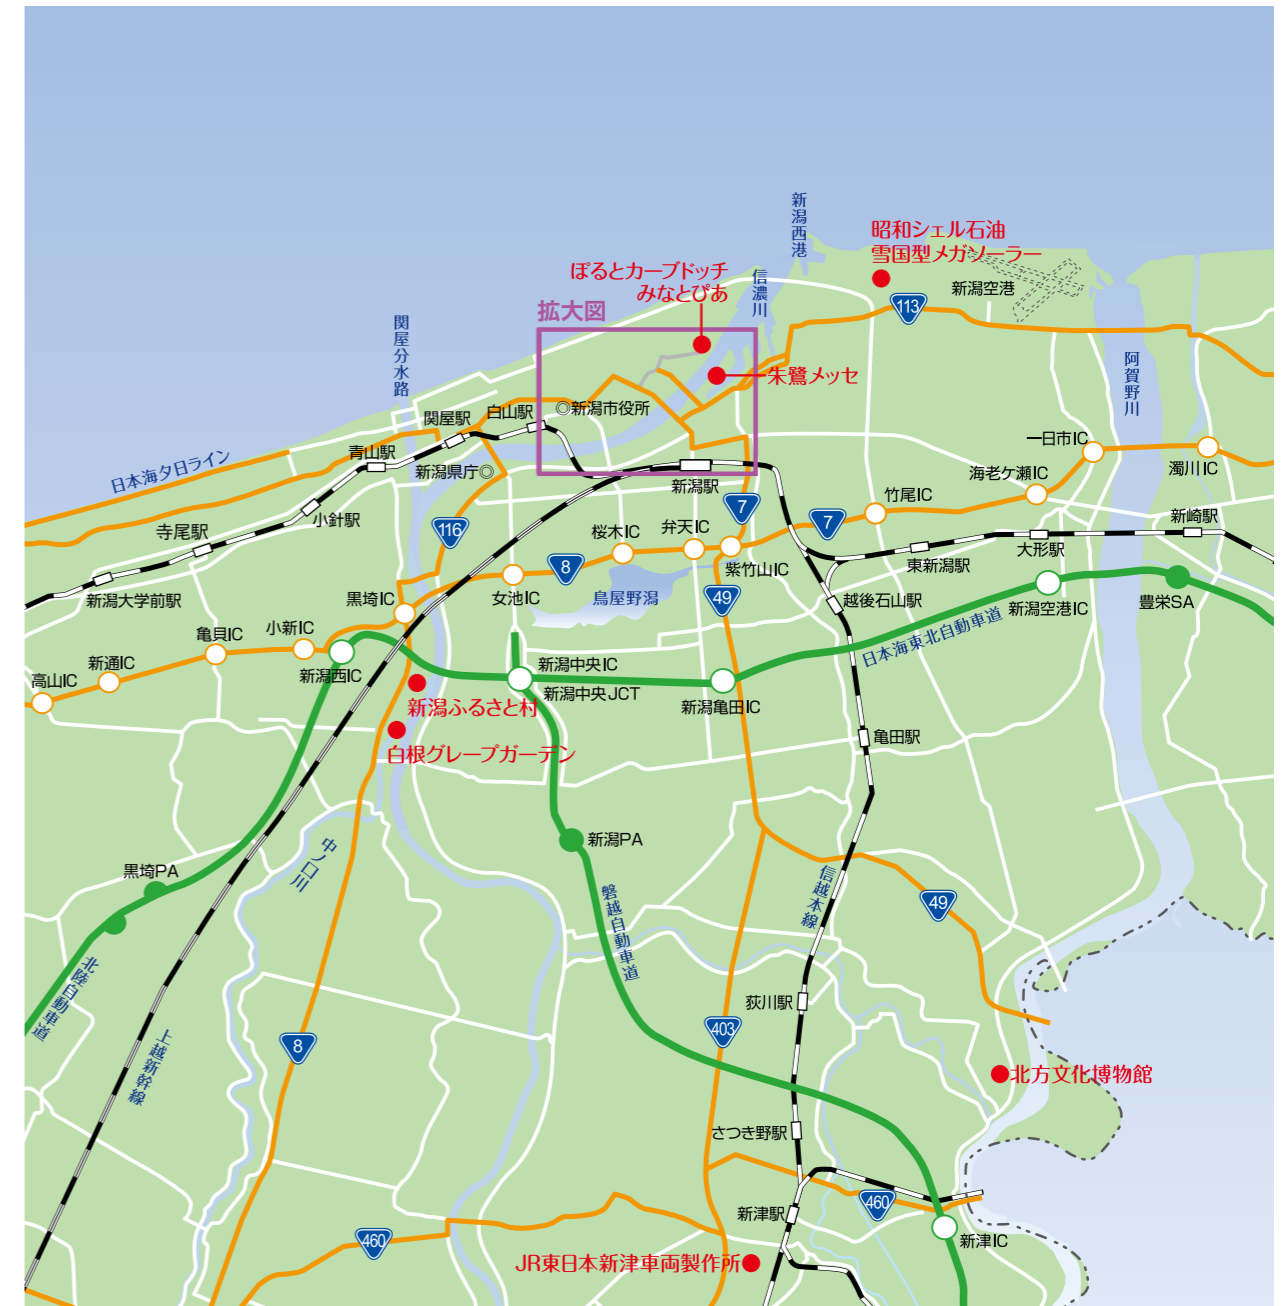 新潟西港
昭和シェル石油
雪国型メガソーラー
ぽるとカーブドッチ
みなとぴあ
信濃川
新潟空港
113
拡大図
関屋分水路
朱鷺メッセ
阿賀野川
◎新潟市役所
白山駅
関屋駅
一日市IC
青山駅
日本海夕日ライン
新潟県庁◎
新潟駅
海老ケ瀬IC
濁川IC
竹尾IC
7
7
小針駅
寺尾駅
116
桜木IC
弁天IC
新崎駅
大形駅
東新潟駅
8
紫竹山IC
新潟大学前駅
黒埼IC
女池IC
鳥屋野潟
49
越後石山駅
新潟空港IC
豊栄SA
日本海東北自動車道
小新IC
亀貝IC
新通IC
高山IC
新潟西IC
新潟中央IC
新潟中央JCT
新潟亀田IC
新潟ふるさと村
亀田駅
白根グレープガーデン
新潟PA
中ノ口川
黒埼PA
信越本線
磐越自動車道
49
北陸自動車道
荻川駅
403
上越新幹線
8
北方文化博物館
さつき野駅
460
新津駅
460
新津IC
JR東日本新津車両製作所